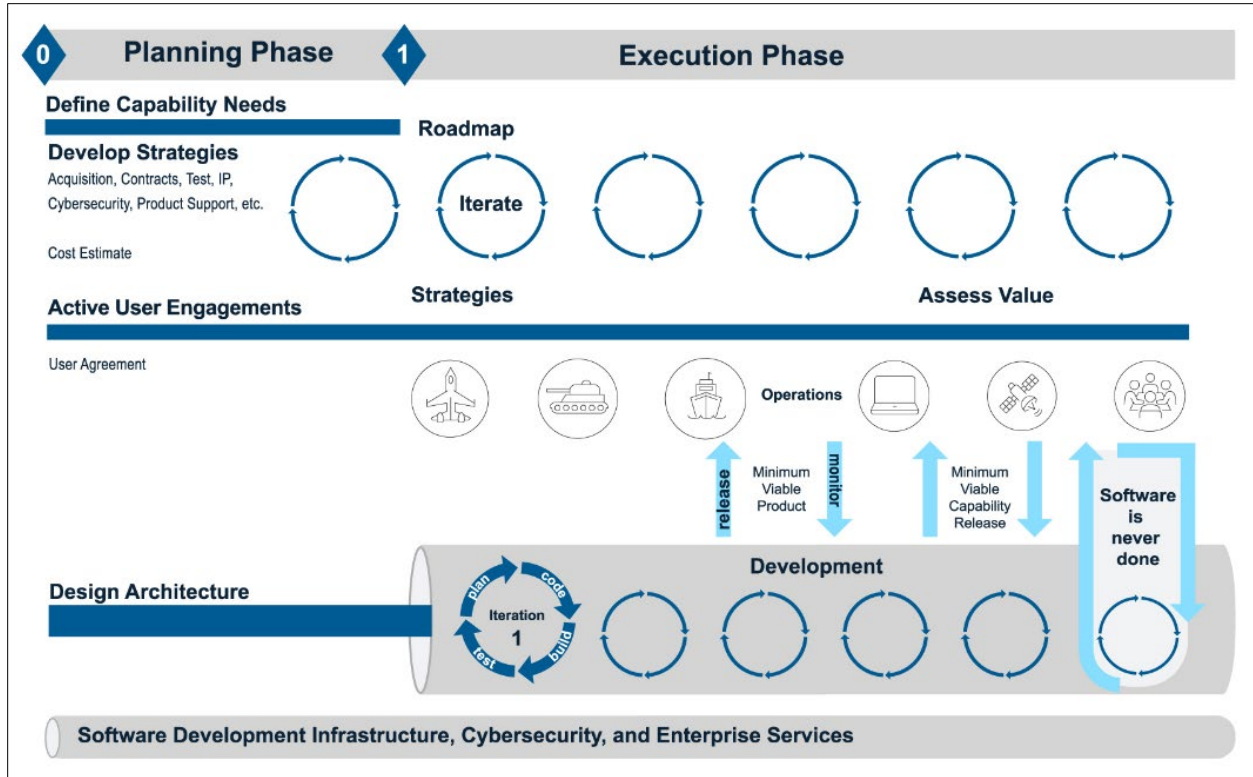 0
Planning Phase
1
Execution Phase
Define Capability Needs
Roadmap
Develop Strategies
Acquisition, Contracts, Test, IP,
Cybersecurity, Product Support, etc.
Iterate
Cost Estimate
Strategies
Assess Value
Active User Engagements
User Agreement
Operations
release
Minimum
Viable
Product
monitor
Minimum
Viable
Capability
Release
Software
is
never
done
Development
Design Architecture
plan
code
Iteration
1
test
build
Software Development Infrastructure, Cybersecurity, and Enterprise Services